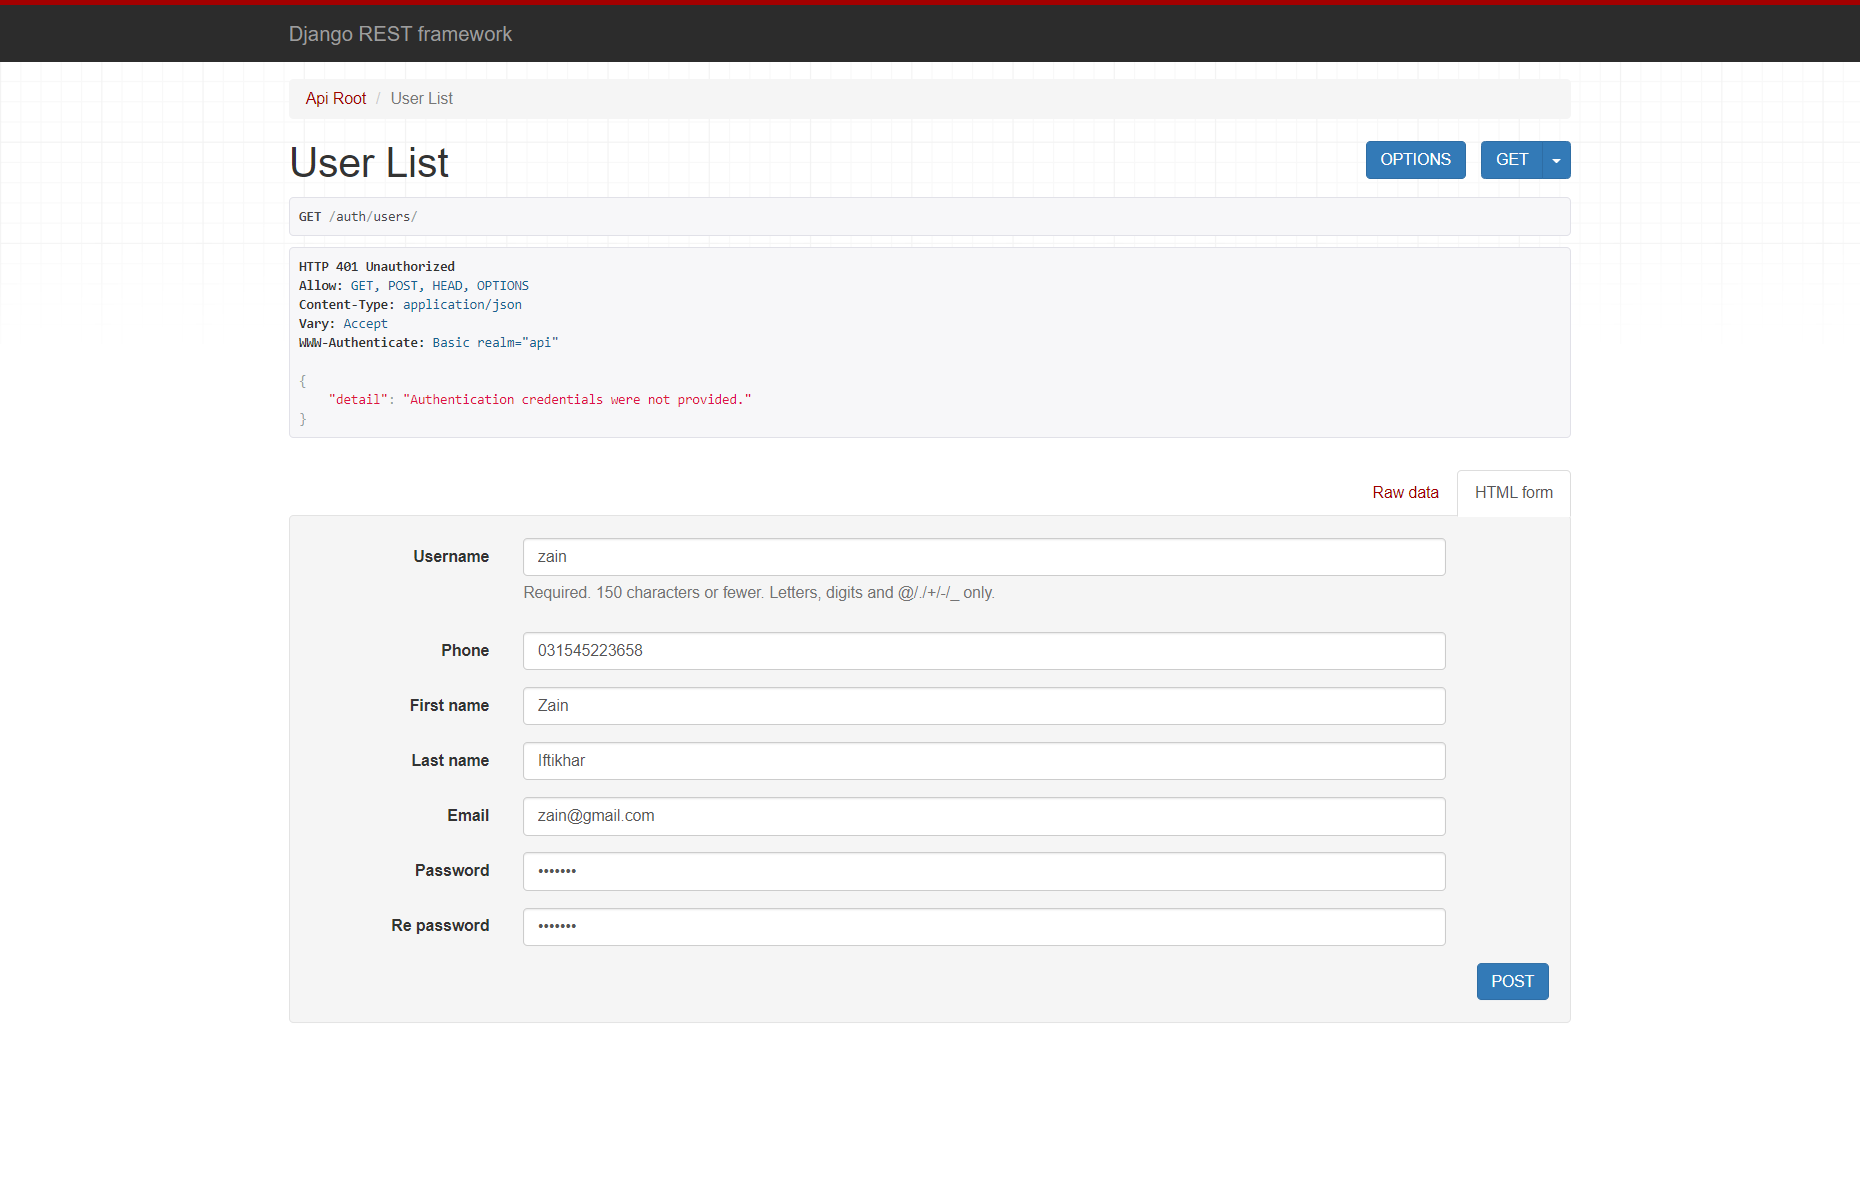 Django REST framework
Api Root / User List
User List
OPTIONS GET
GET /auth/users/
HTTP 401 Unauthorized
Allow: GET, POST, HEAD, OPTIONS
Content-Type: application/json
Vary: Accept
WWW-Authenticate: Basic realm="api"
{
"detail": "Authentication credentials were not provided."
}
Raw data HTML form
Username zain
Required. 150 characters or fewer. Letters, digits and @/./+/-/_ only.
Phone 031545223658
First name Zain
Last name Iftikhar
Email zain@gmail.com
Password •••••••
Re password •••••••
POST